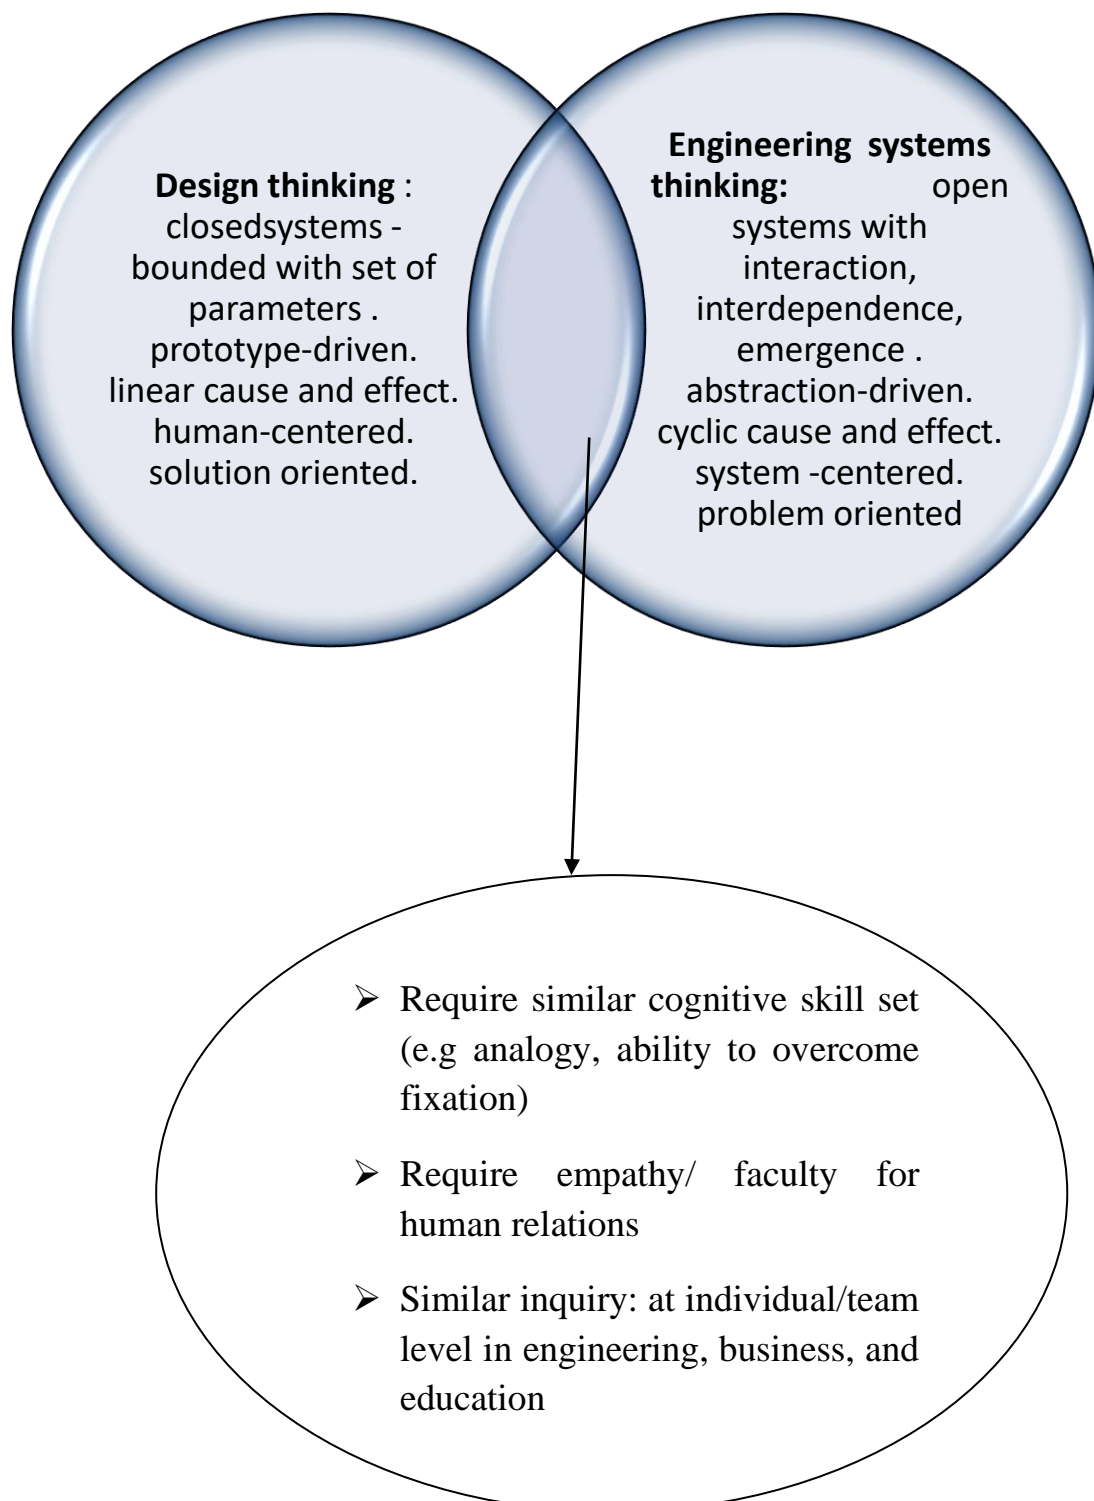 Design thinking :
closedsystems -
bounded with set of
parameters .
prototype-driven.
linear cause and effect.
human-centered.
solution oriented.
Engineering systems
thinking: open
systems with
interaction,
interdependence,
emergence .
abstraction-driven.
cyclic cause and effect.
system -centered.
problem oriented
➢ Require similar cognitive skill set
(e.g analogy, ability to overcome
fixation)
➢ Require empathy/ faculty for
human relations
➢ Similar inquiry: at individual/team
level in engineering, business, and
education